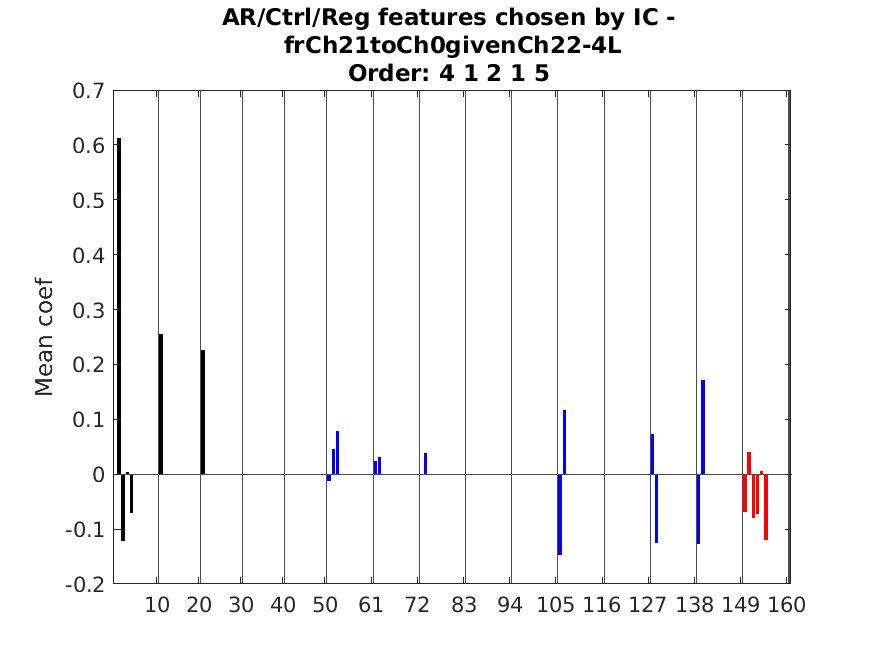 AR/Ctrl/Reg features chosen by IC -
frCh21toCh0givenCh22-4L
Order: 4 1 2 1 5
0.7
0.6
0.5
0.4
0.3
0.2
0.1
0
-0.1
-0.2
Mean coef
10 20 30 40 50 61 72 83 94 105 116 127 138 149 160